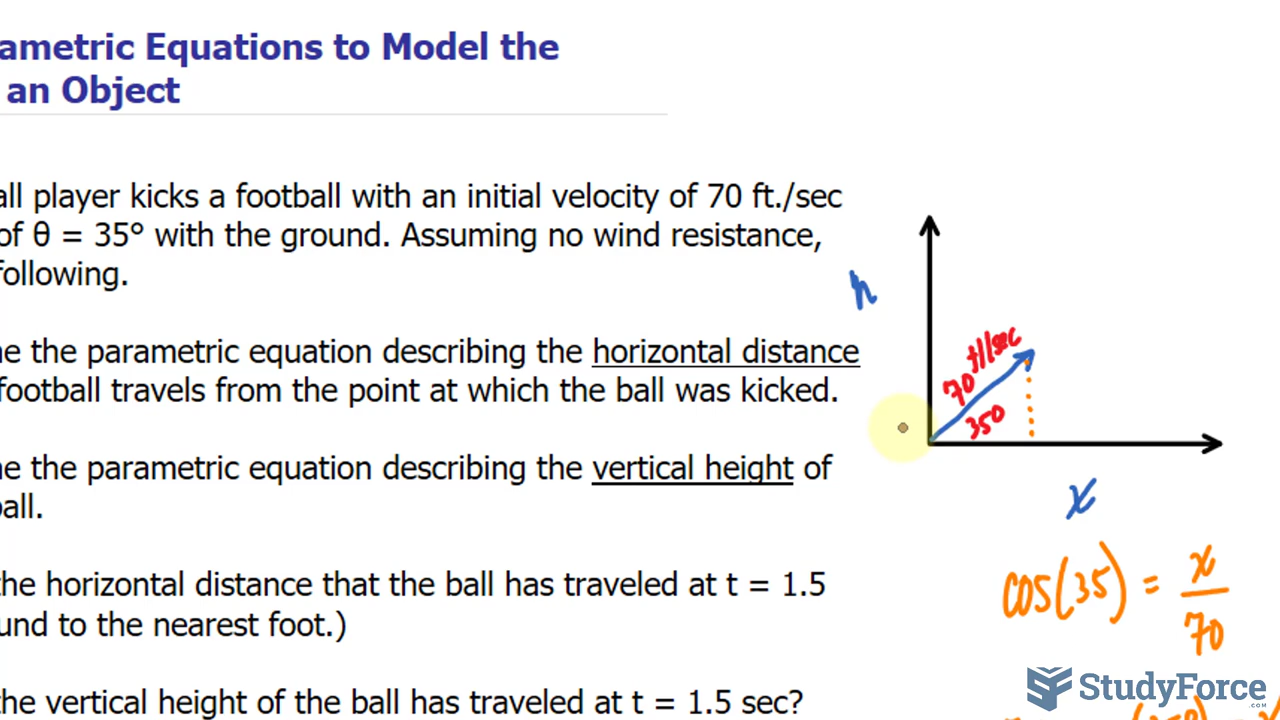 ametric Equations to Model the
an Object
all player kicks a football with an initial velocity of 70 ft./sec
of θ = 35° with the ground. Assuming no wind resistance,
following.
ne the parametric equation describing the horizontal distance
football travels from the point at which the ball was kicked.
ne the parametric equation describing the vertical height of
ball.
the horizontal distance that the ball has traveled at t = 1.5
und to the nearest foot.)
the vertical height of the ball has traveled at t = 1.5 sec?
h
70 ft/sec
35°
x
cos(35) = x/70
StudyForce
.COM